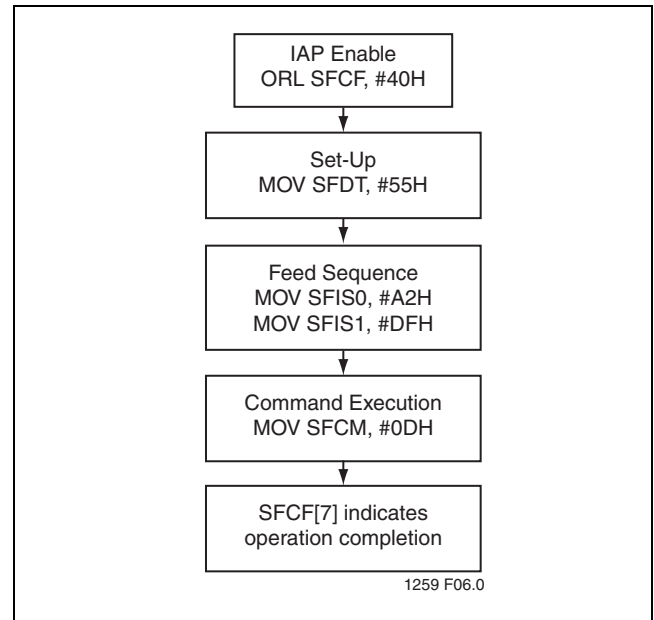 IAP Enable
ORL SFCF, #40H
Set-Up
MOV SFDT, #55H
Feed Sequence
MOV SFIS0, #A2H
MOV SFIS1, #DFH
Command Execution
MOV SFCM, #0DH
SFCF[7] indicates
operation completion
1259 F06.0